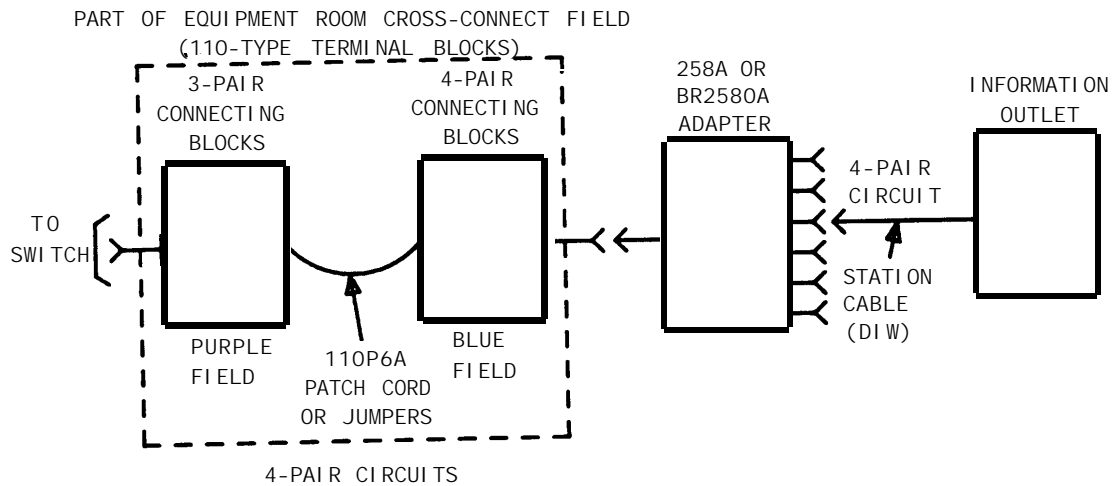 PART OF EQUIPMENT ROOM CROSS-CONNECT FIELD
(110-TYPE TERMINAL BLOCKS)
3-PAIR
CONNECTING
BLOCKS
4-PAIR
CONNECTING
BLOCKS
258A OR
BR2580A
ADAPTER
INFORMATION
OUTLET
TO
SWITCH
4-PAIR
CIRCUIT
STATION
CABLE
(DIW)
PURPLE
FIELD
110P6A
PATCH CORD
OR JUMPERS
BLUE
FIELD
4-PAIR CIRCUITS